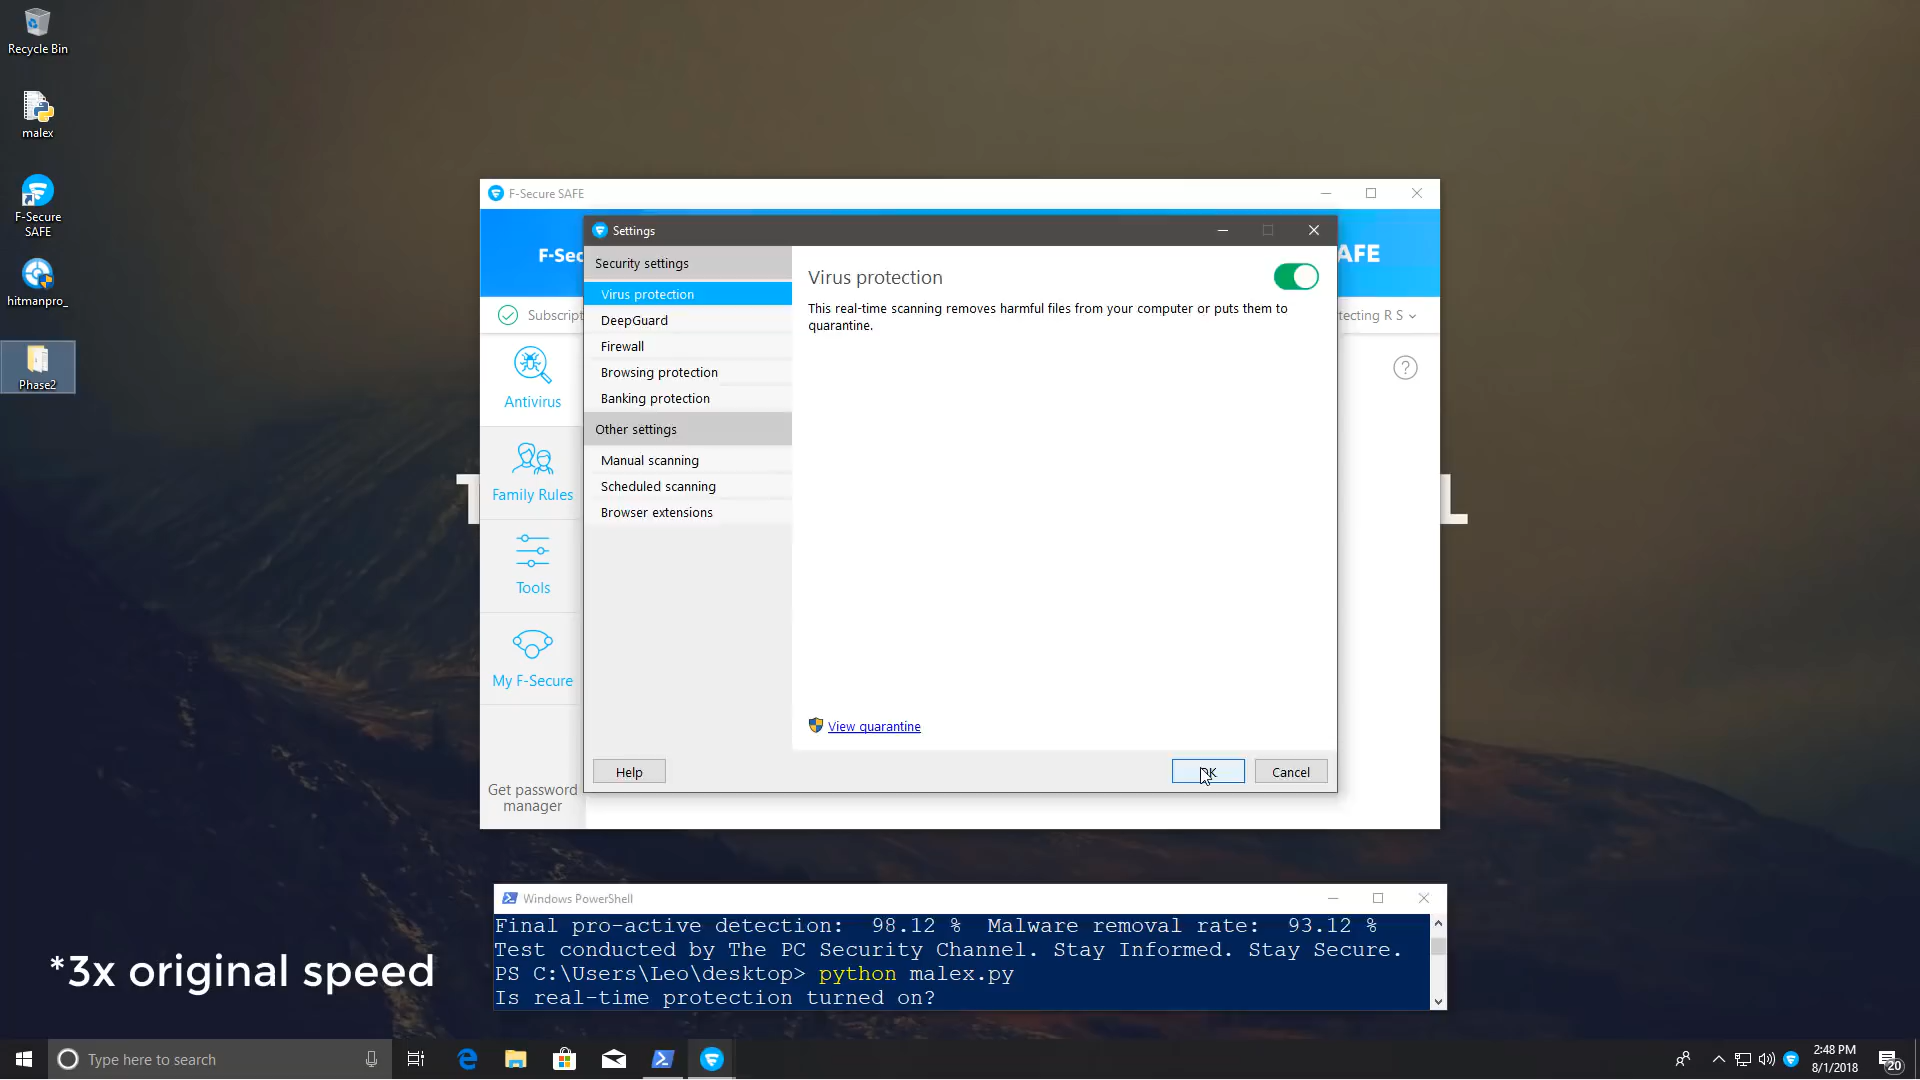 Recycle Bin
malex
F-Secure
SAFE
hitmanpro_
Phase2
F-Secure SAFE
F-Sec
AFE
Subscript
tecting R S
Antivirus
Family Rules
Tools
My F-Secure
Get password
manager
Settings
Security settings
Virus protection
DeepGuard
Firewall
Browsing protection
Banking protection
Other settings
Manual scanning
Scheduled scanning
Browser extensions
Virus protection
This real-time scanning removes harmful files from your computer or puts them to
quarantine.
View quarantine
Help
OK
Cancel
Windows PowerShell
Final pro-active detection:  98.12 %  Malware removal rate:  93.12 %
Test conducted by The PC Security Channel. Stay Informed. Stay Secure.
PS C:\Users\Leo\desktop> python malex.py
Is real-time protection turned on?
*3x original speed
Type here to search
2:48 PM
8/1/2018
20